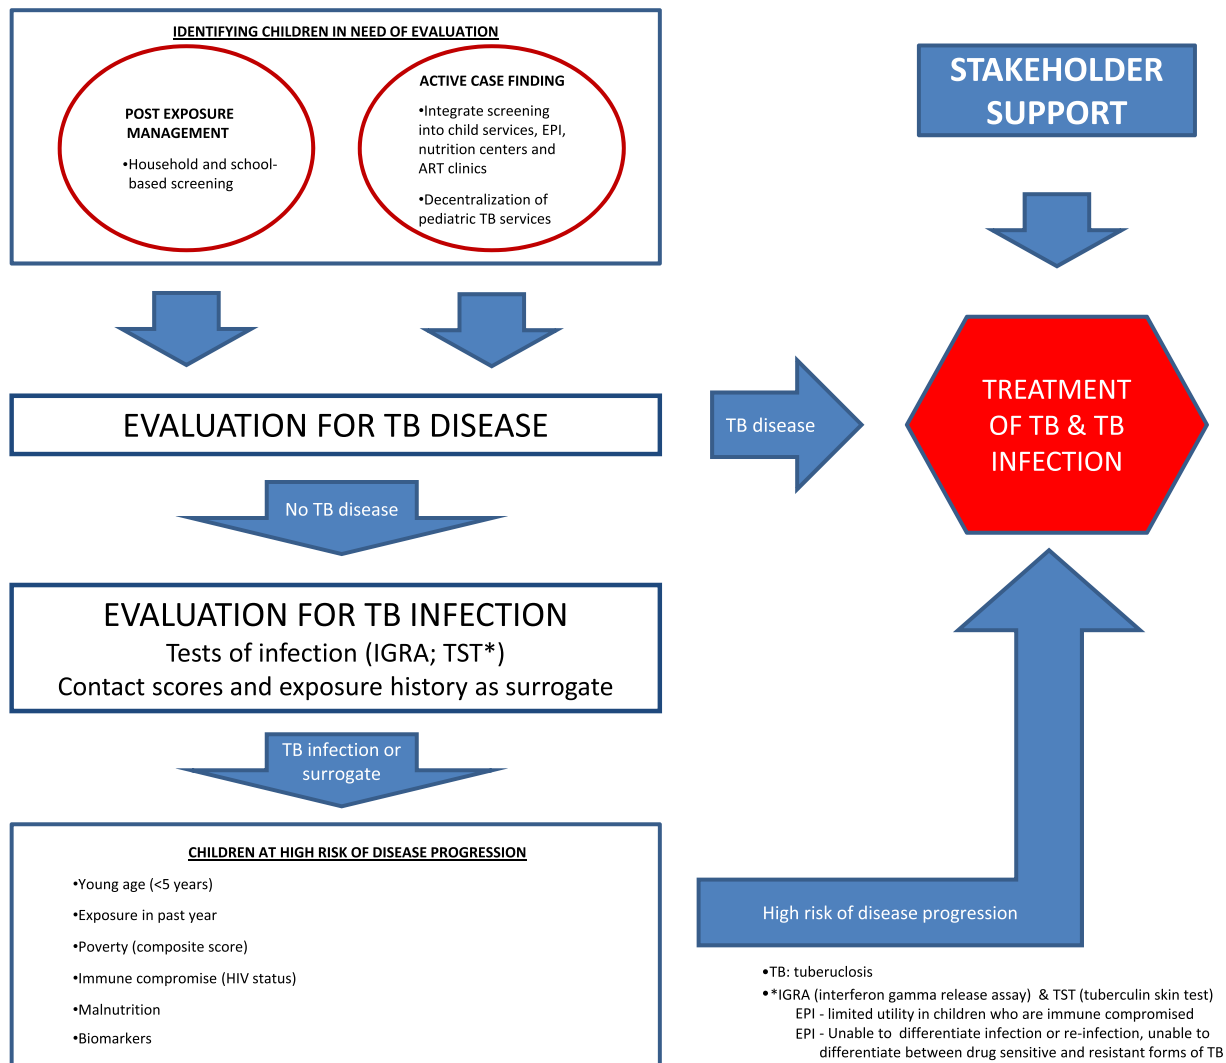 IDENTIFYING CHILDREN IN NEED OF EVALUATION
POST EXPOSURE
MANAGEMENT
•Household and school-
based screening
ACTIVE CASE FINDING
•Integrate screening
into child services, EPI,
nutrition centers and
ART clinics
•Decentralization of
pediatric TB services
STAKEHOLDER
SUPPORT
EVALUATION FOR TB DISEASE
TB disease
TREATMENT
OF TB & TB
INFECTION
No TB disease
EVALUATION FOR TB INFECTION
Tests of infection (IGRA; TST*)
Contact scores and exposure history as surrogate
TB infection or
surrogate
CHILDREN AT HIGH RISK OF DISEASE PROGRESSION
•Young age (<5 years)
•Exposure in past year
•Poverty (composite score)
•Immune compromise (HIV status)
•Malnutrition
•Biomarkers
High risk of disease progression
•TB: tuberuclosis
•*IGRA (interferon gamma release assay) & TST (tuberculin skin test)
EPI - limited utility in children who are immune compromised
EPI - Unable to differentiate infection or re-infection, unable to
differentiate between drug sensitive and resistant forms of TB